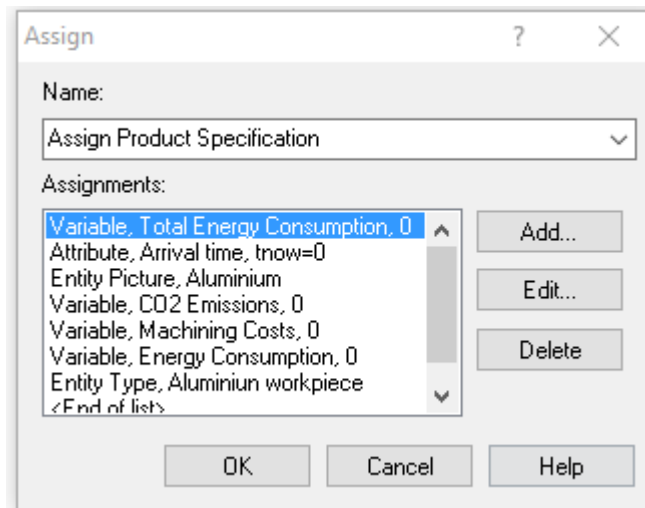 Assign
?
Name:
Assign Product Specification
Assignments:
Variable, Total Energy Consumption, 0
Attribute, Arrival time, tnow=0
Entity Picture, Aluminium
Variable, CO2 Emissions, 0
Variable, Machining Costs, 0
Variable, Energy Consumption, 0
Entity Type, Aluminiun workpiece
<End of list>
Add...
Edit...
Delete
OK
Cancel
Help